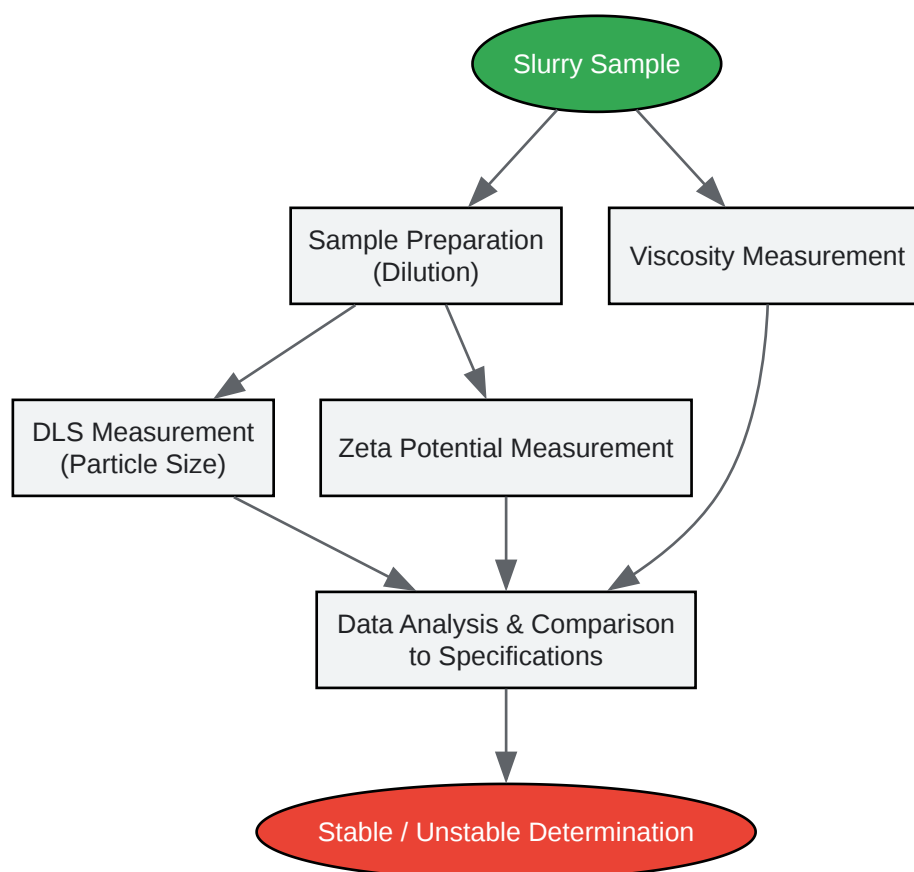 Slurry Sample
Sample Preparation
(Dilution)
Viscosity Measurement
DLS Measurement
(Particle Size)
Zeta Potential Measurement
Data Analysis & Comparison
to Specifications
Stable / Unstable Determination